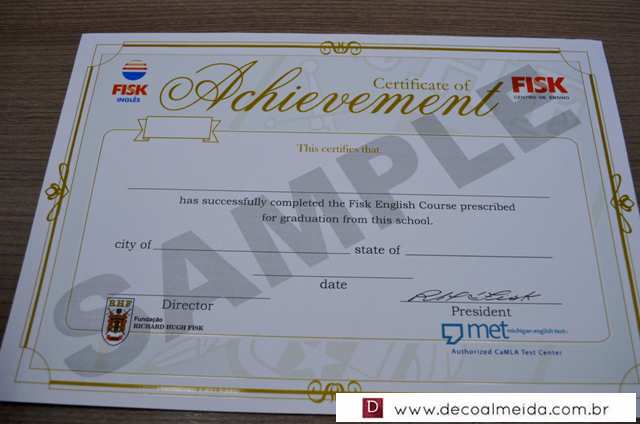 FISK
INGLÊS
Certificate of
Achievement
FISK
CENTRO DE ENSINO
This certifies that
SAMPLE
has successfully completed the Fisk English Course prescribed
for graduation from this school.
city of
state of
date
Director
President
RHF
Fundação
RICHARD HUGH FISK
met michigan english test
Authorized CaMLA Test Center
D www.decoalmeida.com.br